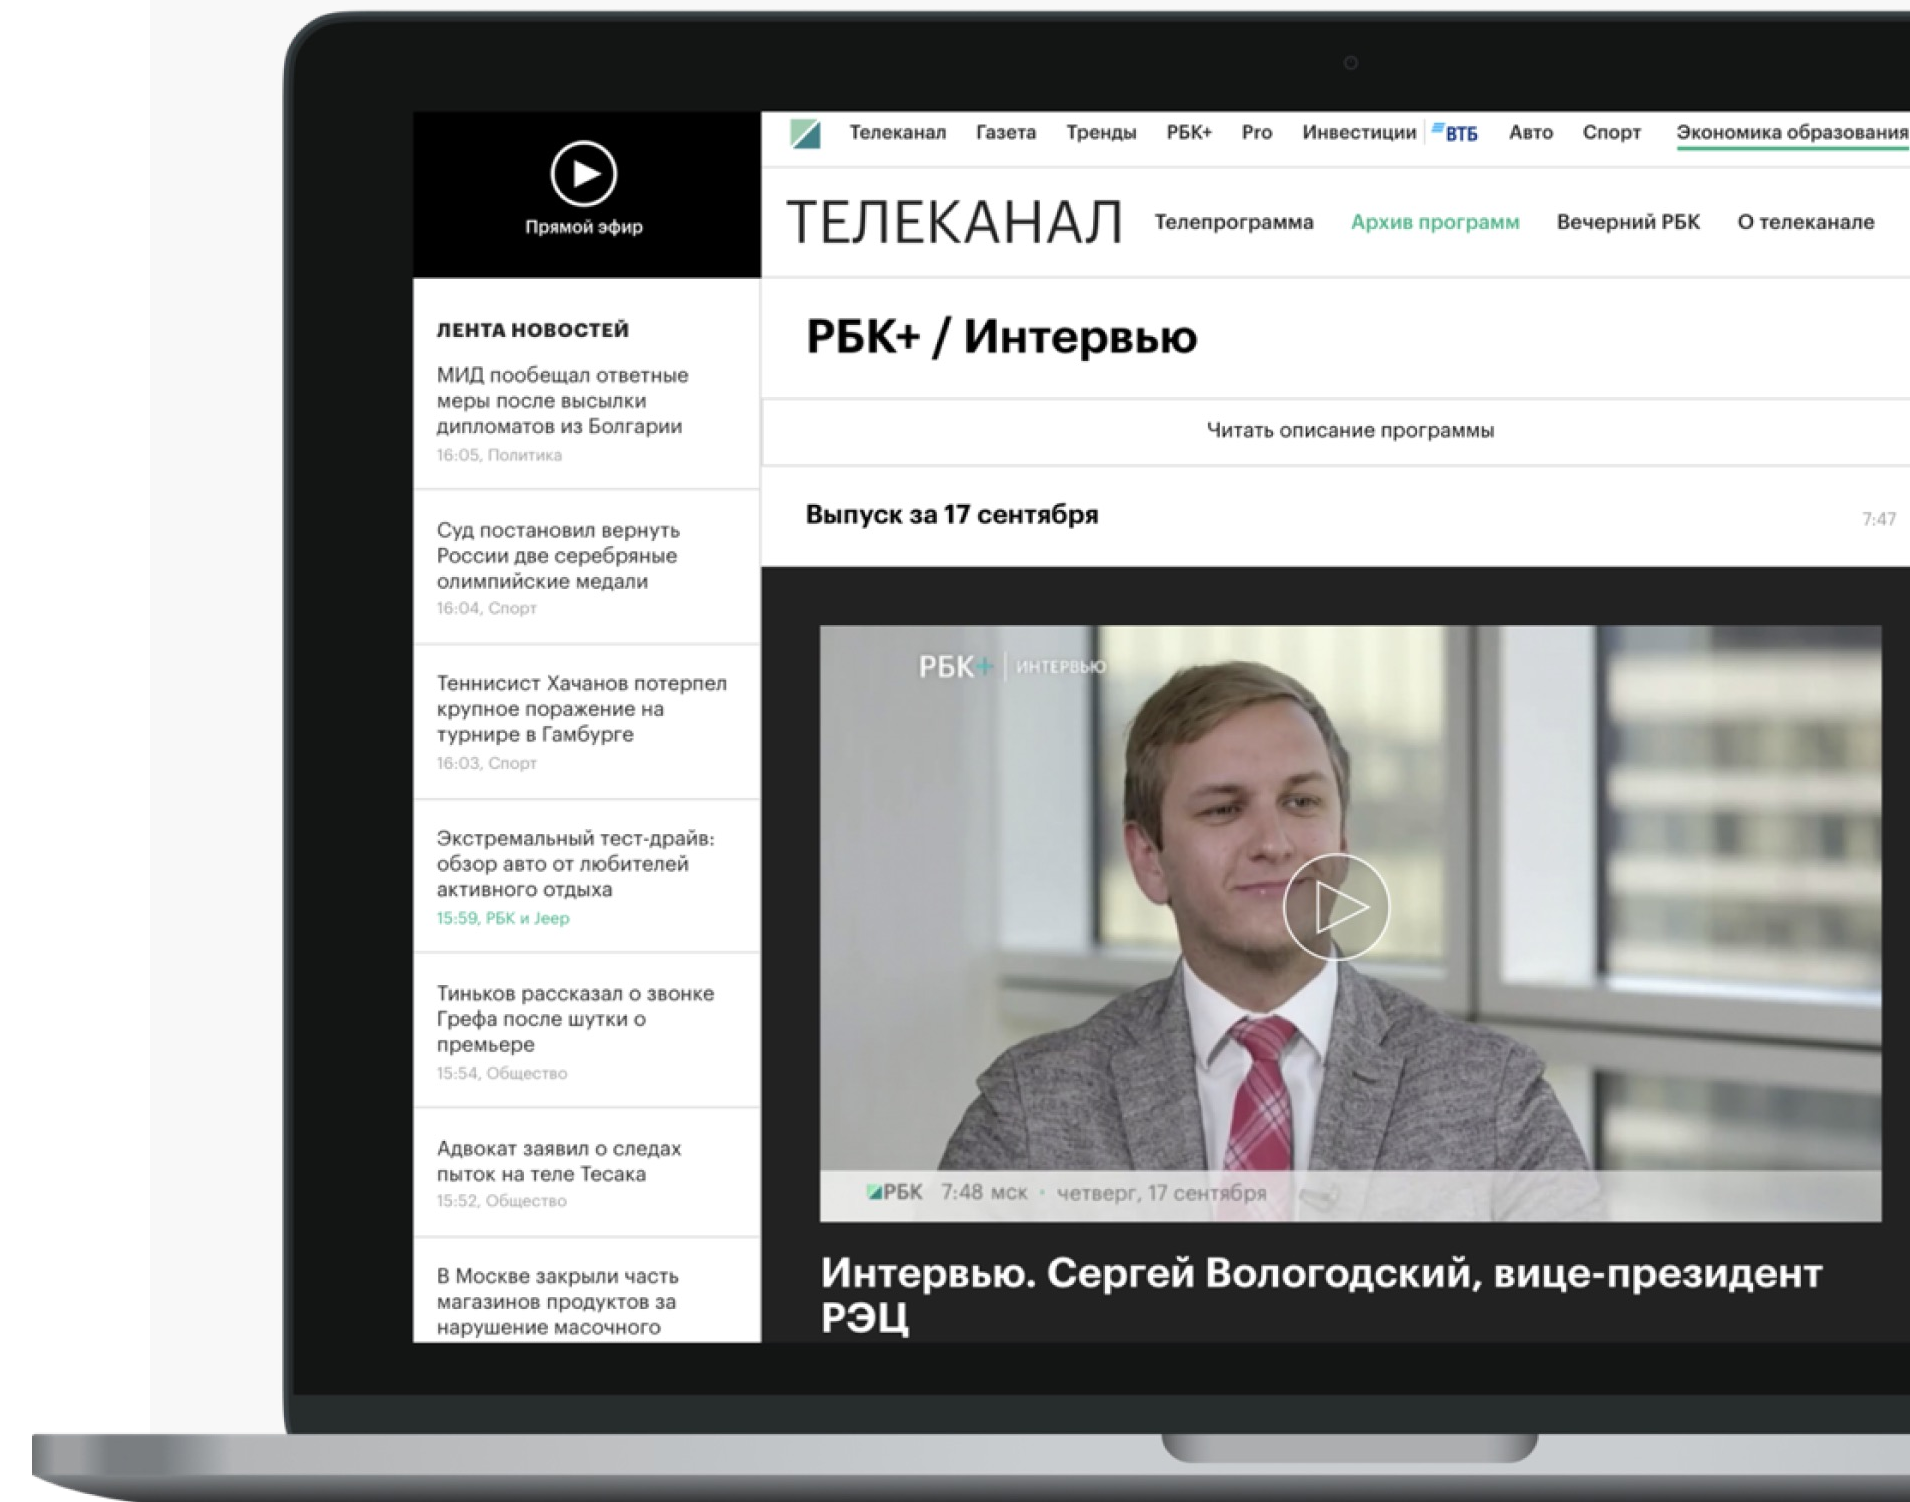 Прямой эфир
ЛЕНТА НОВОСТЕЙ
МИД пообещал ответные
меры после высылки
дипломатов из Болгарии
16:05, Политика
Суд постановил вернуть
России две серебряные
олимпийские медали
16:04, Спорт
Теннисист Хачанов потерпел
крупное поражение на
турнире в Гамбурге
16:03, Спорт
Экстремальный тест-драйв:
обзор авто от любителей
активного отдыха
15:59, РБК и Jeep
Тиньков рассказал о звонке
Грефа после шутки о
премьере
15:54, Общество
Адвокат заявил о следах
пыток на теле Тесака
15:52, Общество
В Москве закрыли часть
магазинов продуктов за
нарушение масочного
Телеканал Газета Тренды РБК+ Pro Инвестиции ВТБ Авто Спорт Экономика образования
ТЕЛЕКАНАЛ Телепрограмма Архив программ Вечерний РБК О телеканале
РБК+ / Интервью
Читать описание программы
Выпуск за 17 сентября 7:47
РБК+ | ИНТЕРВЬЮ
РБК 7:48 мск • четверг, 17 сентября
Интервью. Сергей Вологодский, вице-президент
РЭЦ